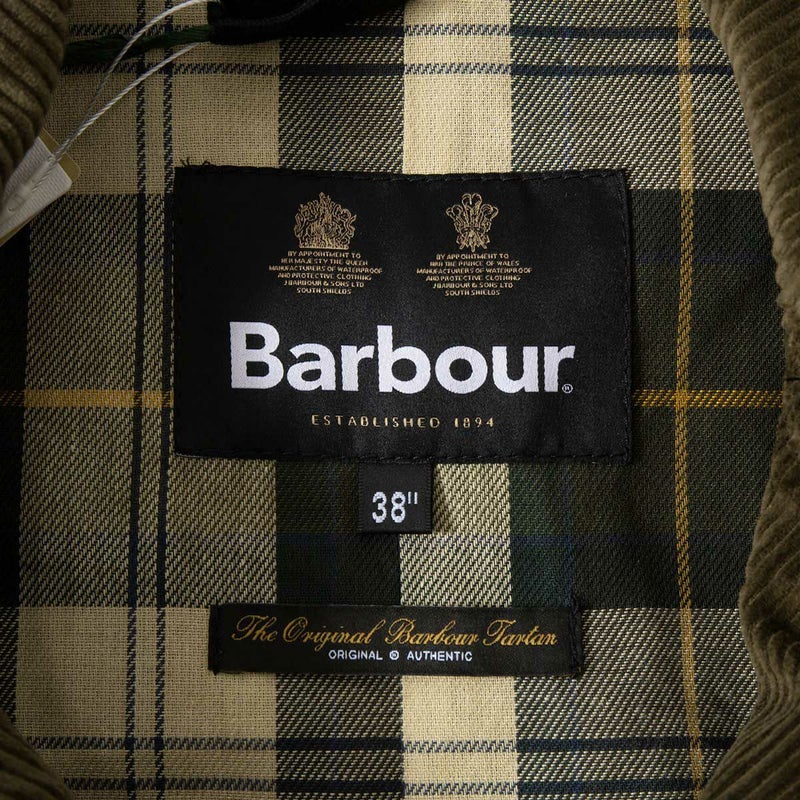 BY APPOINTMENT TO
HER MAJESTY THE QUEEN
MANUFACTURERS OF WATERPROOF
AND PROTECTIVE CLOTHING
J.BARBOUR & SONS LTD
SOUTH SHIELDS
BY APPOINTMENT TO
HRH THE PRINCE OF WALES
MANUFACTURERS OF WATERPROOF
AND PROTECTIVE CLOTHING
J.BARBOUR & SONS LTD
SOUTH SHIELDS
Barbour®
ESTABLISHED 1894
38"
The Original Barbour Tartan
ORIGINAL ® AUTHENTIC